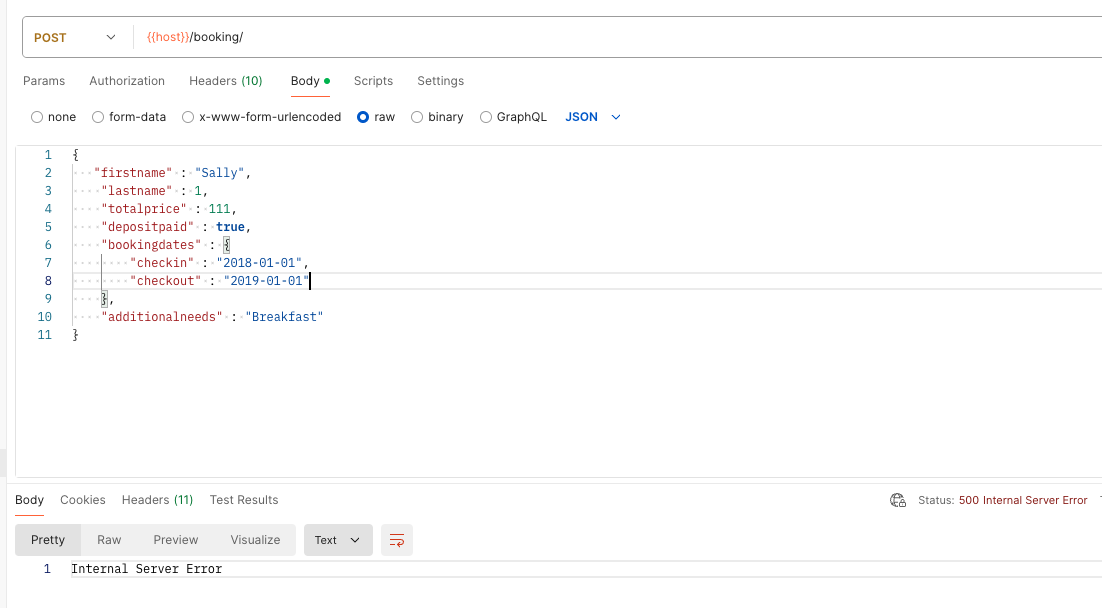 POST {{host}}/booking/
Params Authorization Headers (10) Body Scripts Settings
none form-data x-www-form-urlencoded raw binary GraphQL JSON
1 {
2 "firstname" : "Sally",
3 "lastname" : 1,
4 "totalprice" : 111,
5 "depositpaid" : true,
6 "bookingdates" : {
7 "checkin" : "2018-01-01",
8 "checkout" : "2019-01-01"
9 },
10 "additionalneeds" : "Breakfast"
11 }
Body Cookies Headers (11) Test Results Status: 500 Internal Server Error
Pretty Raw Preview Visualize Text
1 Internal Server Error